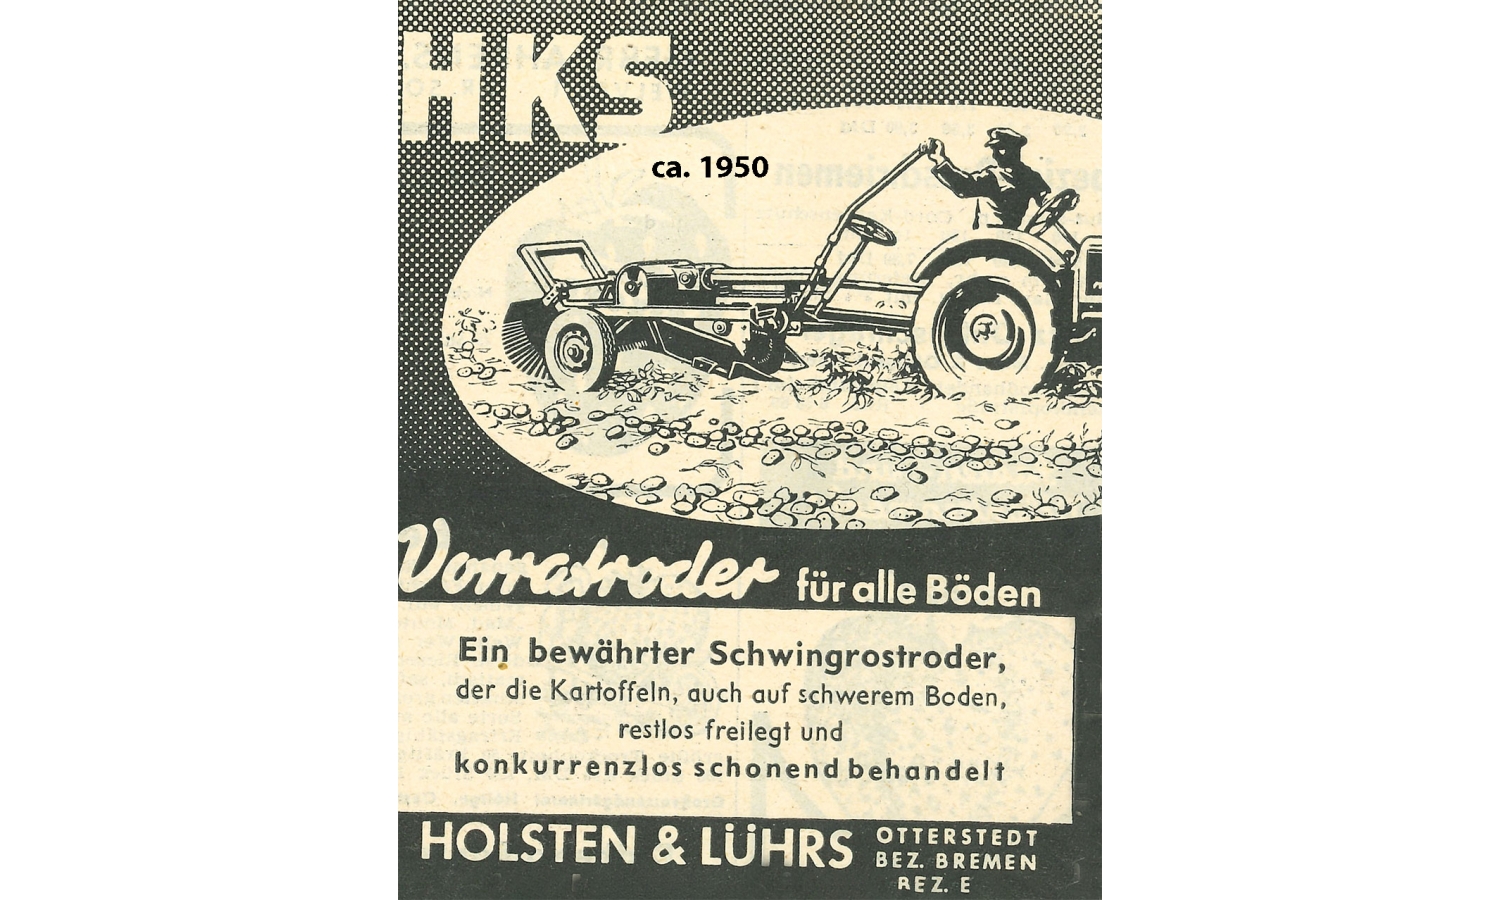 HKS
ca. 1950
Vorratroder für alle Böden
Ein bewährter Schwingrostroder,
der die Kartoffeln, auch auf schwerem Boden,
restlos freilegt und
konkurrenzlos schonend behandelt
HOLSTEN & LÜHRS
OTTERSTEDT
BEZ. BREMEN
BEZ. E